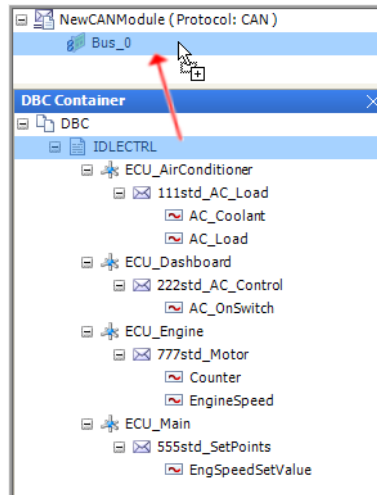 NewCANModule (Protocol: CAN )
Bus_0
DBC Container
DBC
IDLECTRL
ECU_AirConditioner
111std_AC_Load
AC_Coolant
AC_Load
ECU_Dashboard
222std_AC_Control
AC_OnSwitch
ECU_Engine
777std_Motor
Counter
EngineSpeed
ECU_Main
555std_SetPoints
EngSpeedSetValue